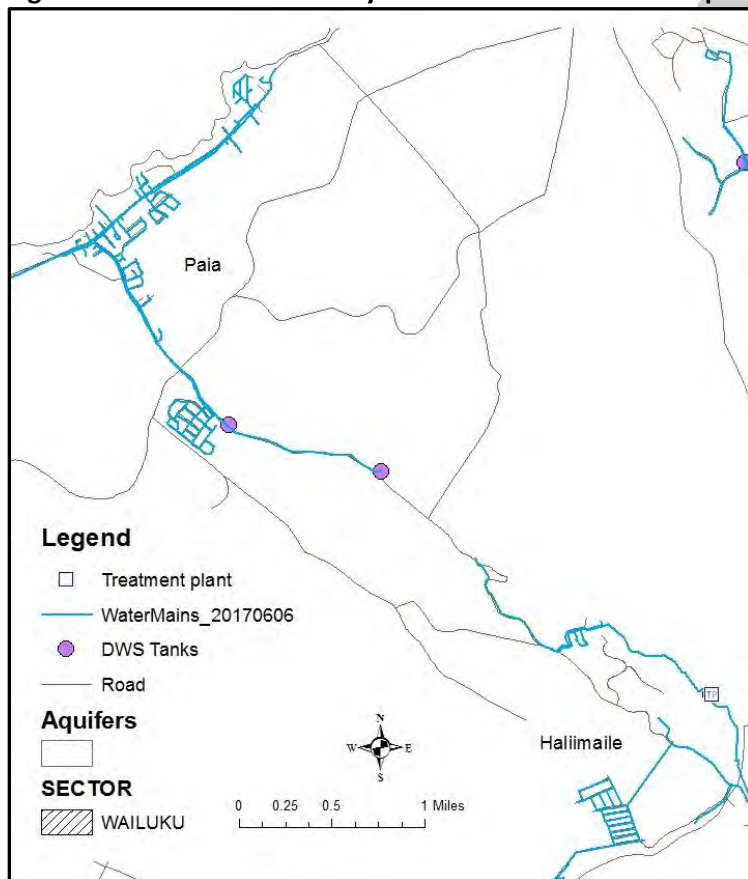 Paia
Legend
Treatment plant
WaterMains_20170606
DWS Tanks
Road
Aquifers
SECTOR
WAILUKU
N
W E
S
0 0.25 0.5 1 Miles
TP
Haliimaile